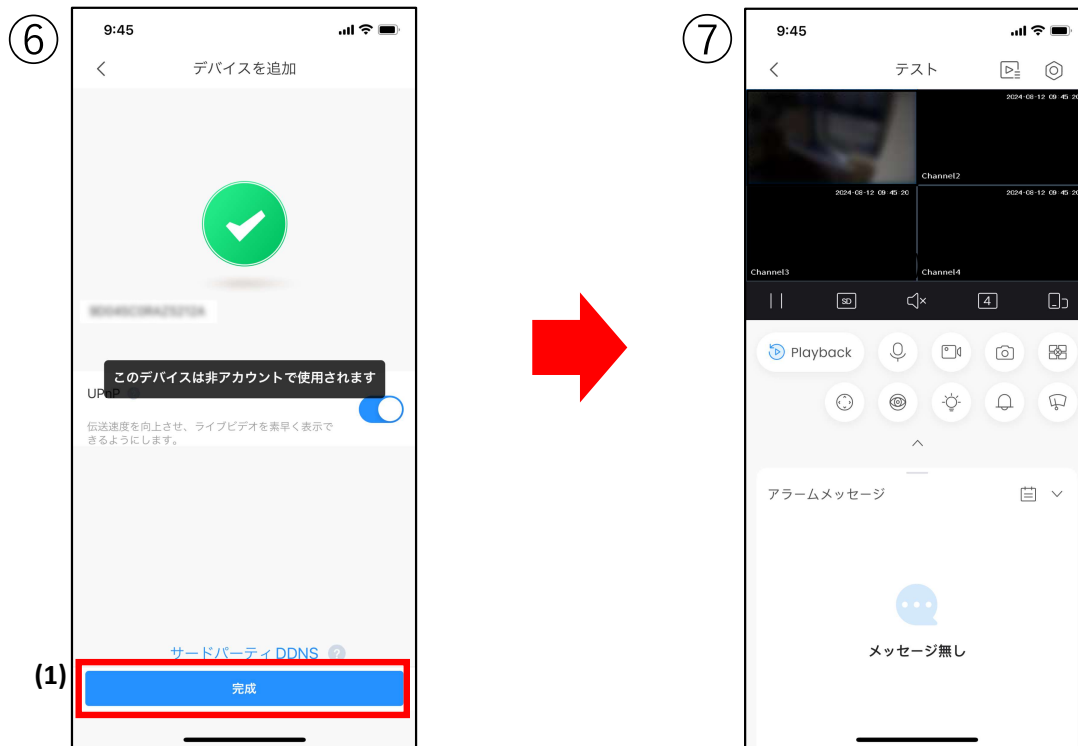 ⑥
9:45
デバイスを追加
このデバイスは非アカウントで使用されます
伝送速度を向上させ、ライブビデオを素早く表示で
きるようにします。
サードパーティDDNS ?
(1)
完成
⑦
9:45
テスト
2024-08-12 09 45 20
Channel2
2024-08-12 09 45 20
2024-08-12 09 45 20
Channel3
Channel4
SD
4
Playback
アラームメッセージ
メッセージ無し